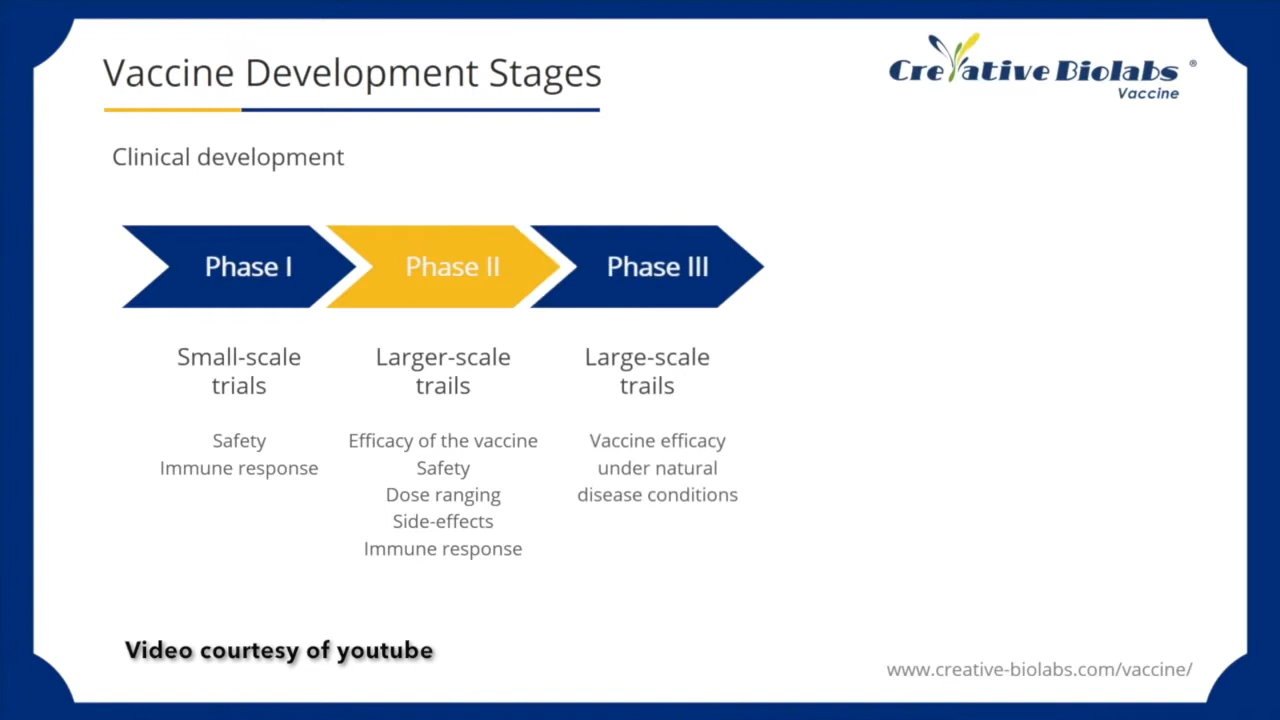 Vaccine Development Stages
Creative Biolabs ®
Vaccine
Clinical development
Phase I
Phase II
Phase III
Small-scale
trials
Safety
Immune response
Larger-scale
trails
Efficacy of the vaccine
Safety
Dose ranging
Side-effects
Immune response
Large-scale
trails
Vaccine efficacy
under natural
disease conditions
Video courtesy of youtube
www.creative-biolabs.com/vaccine/